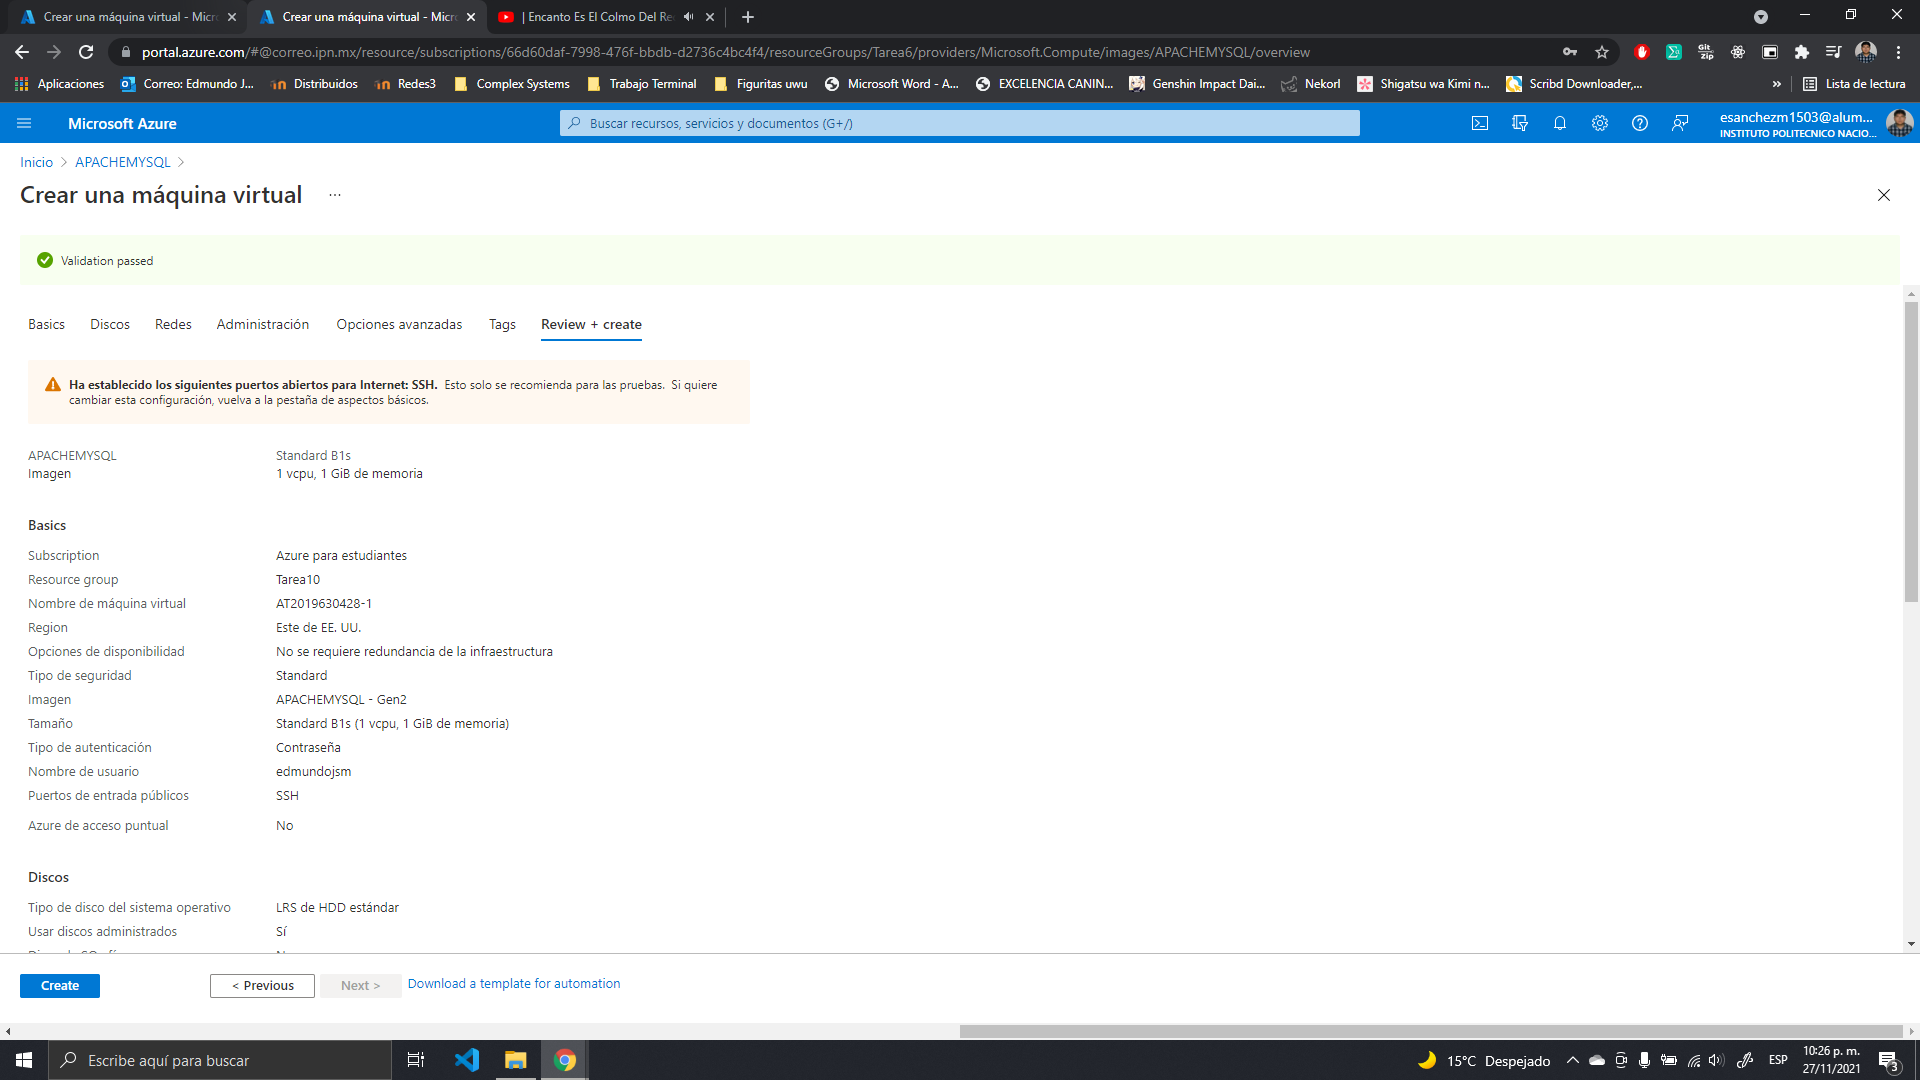 Crear una máquina virtual - Micro
Crear una máquina virtual - Micro
| Encanto Es El Colmo Del Re
portal.azure.com/#@correo.ipn.mx/resource/subscriptions/66d60daf-7998-476f-bbdb-d2736c4bc4f4/resourceGroups/Tarea6/providers/Microsoft.Compute/images/APACHEMYSQL/overview
Aplicaciones
Correo: Edmundo J...
Distribuidos
Redes3
Complex Systems
Trabajo Terminal
Figuritas uwu
Microsoft Word - A...
EXCELENCIA CANIN...
Genshin Impact Dai...
Nekorl
Shigatsu wa Kimi n...
Scribd Downloader,...
»
Lista de lectura
Microsoft Azure
Buscar recursos, servicios y documentos (G+/)
esanchezm1503@alum...
INSTITUTO POLITECNICO NACIO...
Inicio > APACHEMYSQL >
Crear una máquina virtual ...
Validation passed
Basics Discos Redes Administración Opciones avanzadas Tags Review + create
Ha establecido los siguientes puertos abiertos para Internet: SSH. Esto solo se recomienda para las pruebas. Si quiere
cambiar esta configuración, vuelva a la pestaña de aspectos básicos.
APACHEMYSQL Standard B1s
Imagen 1 vcpu, 1 GiB de memoria
Basics
Subscription Azure para estudiantes
Resource group Tarea10
Nombre de máquina virtual AT2019630428-1
Region Este de EE. UU.
Opciones de disponibilidad No se requiere redundancia de la infraestructura
Tipo de seguridad Standard
Imagen APACHEMYSQL - Gen2
Tamaño Standard B1s (1 vcpu, 1 GiB de memoria)
Tipo de autenticación Contraseña
Nombre de usuario edmundojsm
Puertos de entrada públicos SSH
Azure de acceso puntual No
Discos
Tipo de disco del sistema operativo LRS de HDD estándar
Usar discos administrados Sí
Create
< Previous
Next >
Download a template for automation
Escribe aquí para buscar
15°C Despejado
ESP
10:26 p. m.
27/11/2021
3